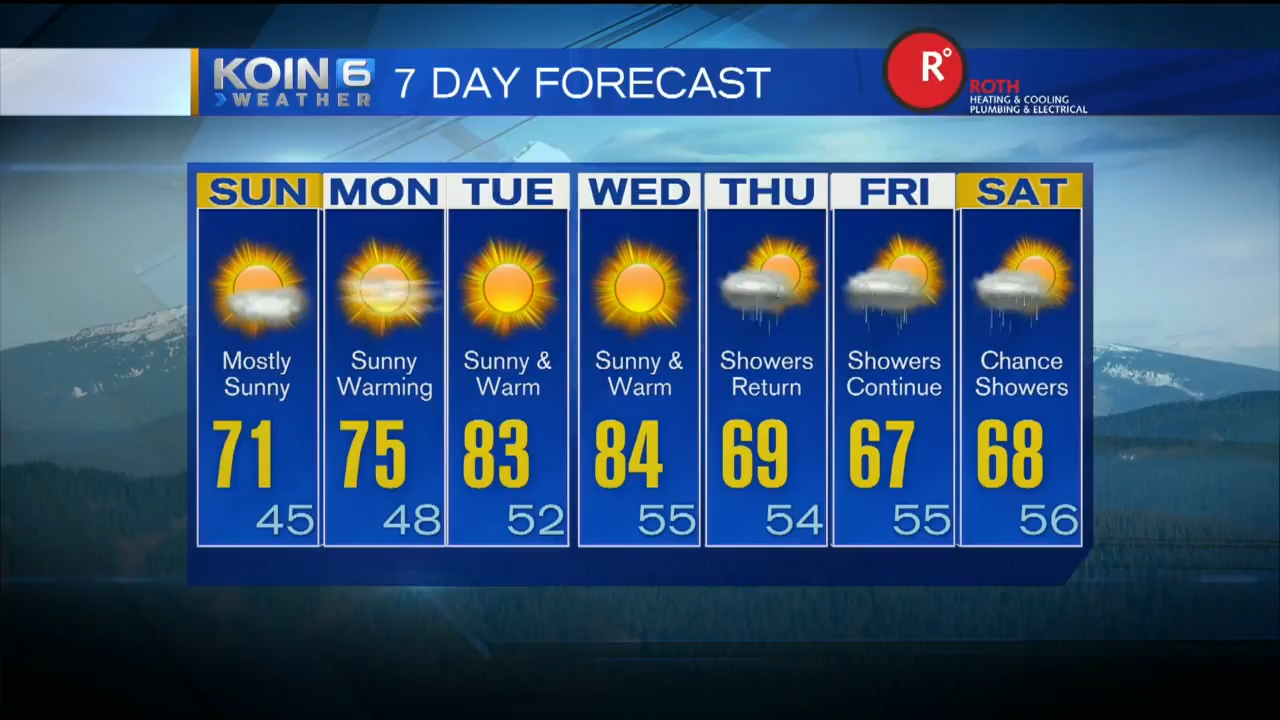 KOIN 6
WEATHER
7 DAY FORECAST
R°
ROTH
HEATING & COOLING
PLUMBING & ELECTRICAL
SUN MON TUE WED THU FRI SAT
Mostly Sunny Sunny & Sunny & Showers Showers Chance
Sunny Warming Warm Warm Return Continue Showers
71 75 83 84 69 67 68
45 48 52 55 54 55 56